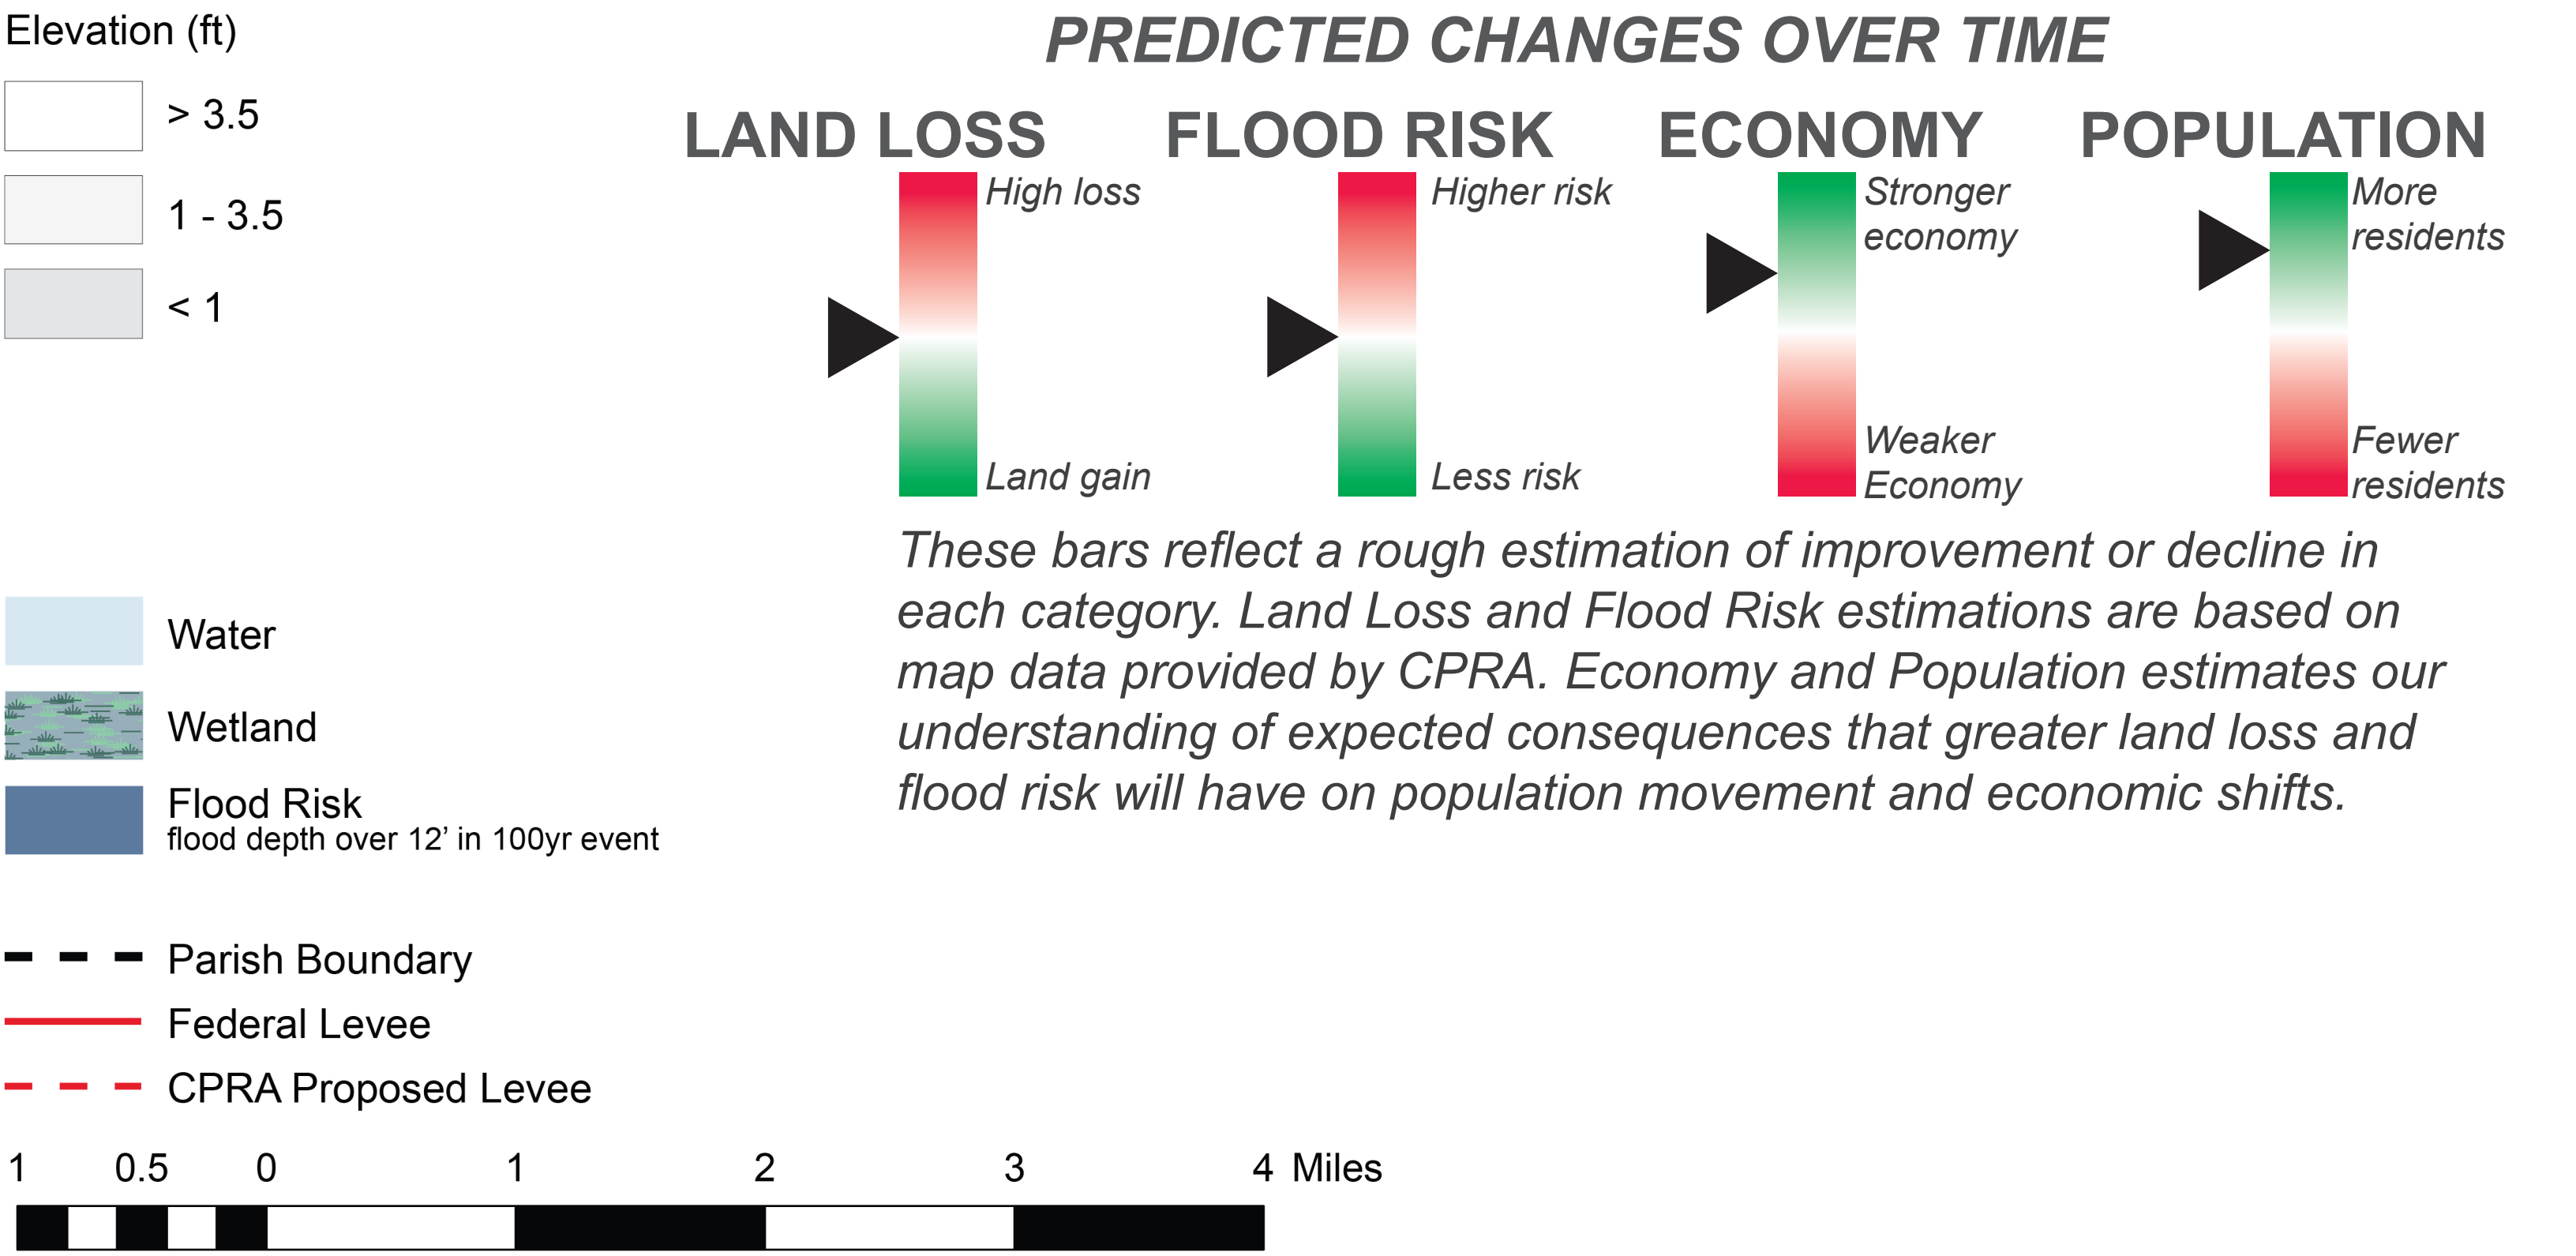 Elevation (ft)
> 3.5
1 - 3.5
< 1
Water
Wetland
Flood Risk
flood depth over 12’ in 100yr event
Parish Boundary
Federal Levee
CPRA Proposed Levee
1 0.5 0 1 2 3 4 Miles
PREDICTED CHANGES OVER TIME
LAND LOSS
High loss
Land gain
FLOOD RISK
Higher risk
Less risk
ECONOMY
Stronger
economy
Weaker
Economy
POPULATION
More
residents
Fewer
residents
These bars reflect a rough estimation of improvement or decline in
each category. Land Loss and Flood Risk estimations are based on
map data provided by CPRA. Economy and Population estimates our
understanding of expected consequences that greater land loss and
flood risk will have on population movement and economic shifts.